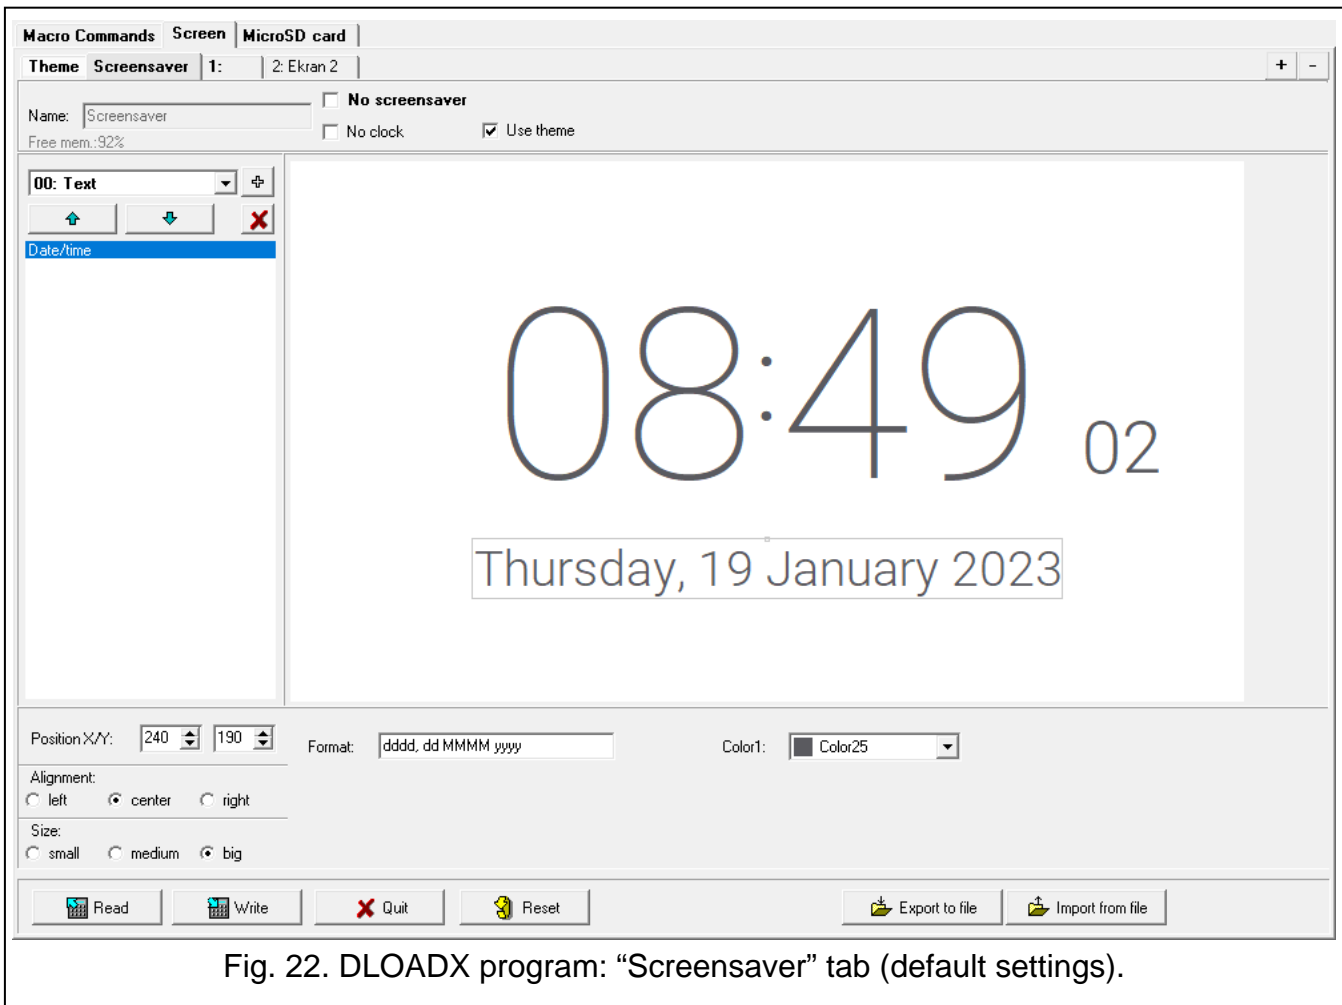 Macro Commands Screen MicroSD card
Theme Screensaver 1: 2: Ekran 2 + -
Name: Screensaver
No screensaver
No clock Use theme
Free mem.:92%
00: Text
Date/time
08:49 02
Thursday, 19 January 2023
Position X/Y: 240 190
Format: dddd, dd MMMM yyyy
Color1: Color25
Alignment:
left center right
Size:
small medium big
Read Write Quit Reset Export to file Import from file
Fig. 22. DLOADX program: “Screensaver” tab (default settings).